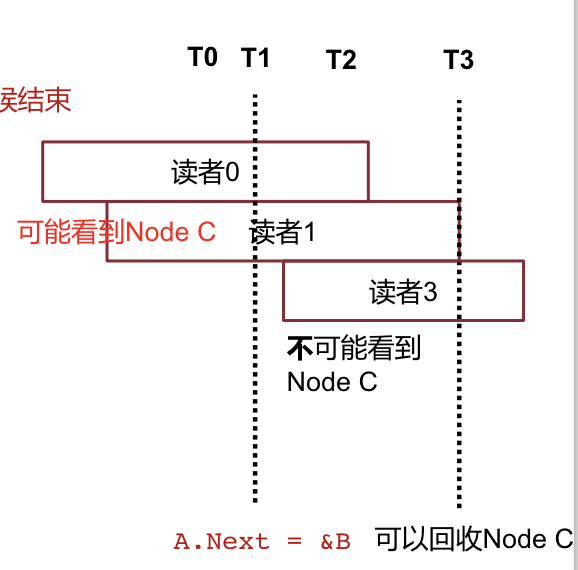 T0 T1 T2 T3
候结束
读者0
可能看到Node C 读者1
读者3
不可能看到
Node C
A.Next = &B 可以回收Node C